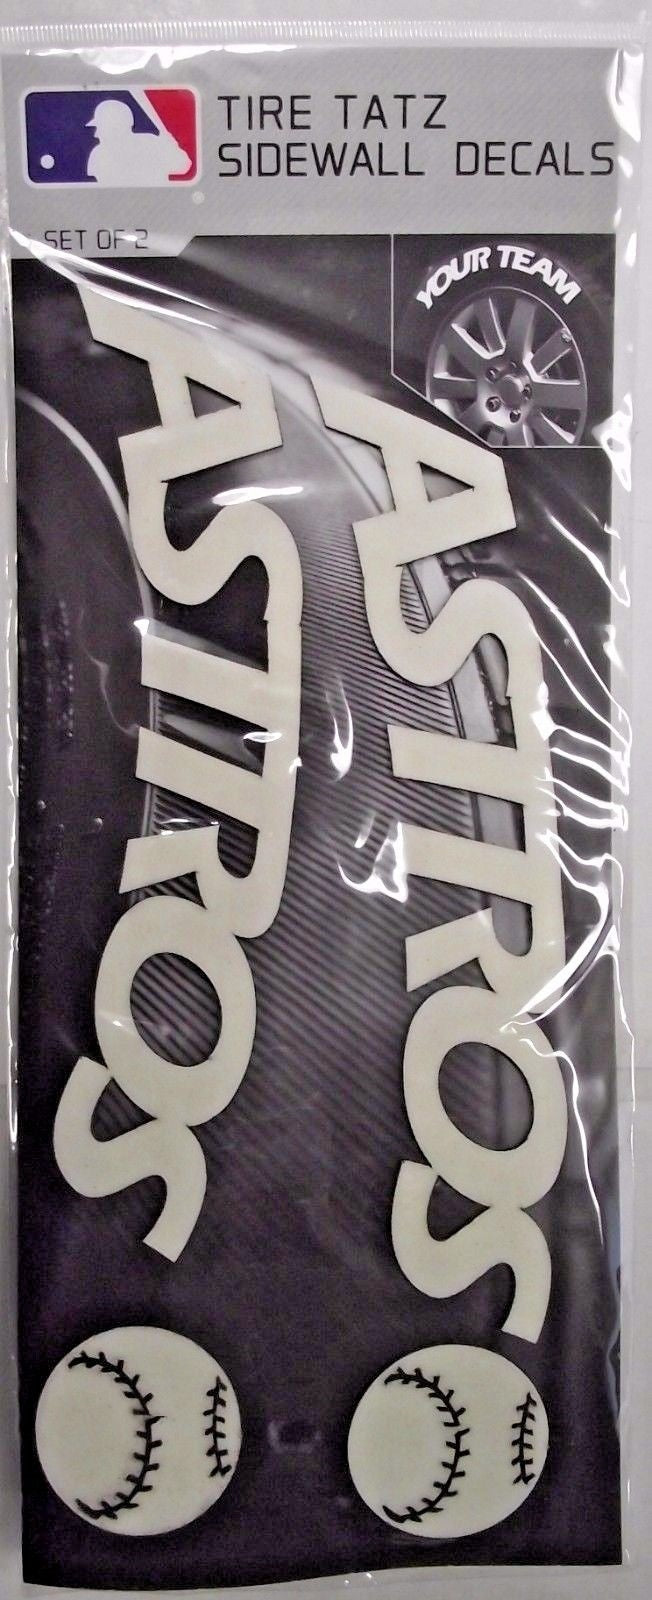 TIRE TATZ
SIDEWALL DECALS
SET OF 2
YOUR TEAM
ASTROS
ASTROS